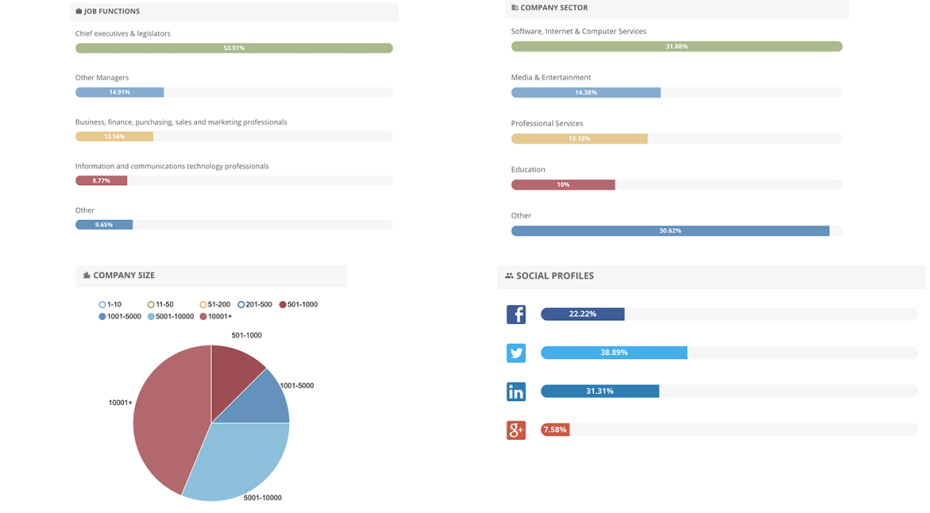 JOB FUNCTIONS
Chief executives & legislators
53.51%
Other Managers
14.91%
Business, finance, purchasing, sales and marketing professionals
13.16%
Information and communications technology professionals
8.77%
Other
9.65%
COMPANY SECTOR
Software, Internet & Computer Services
31.88%
Media & Entertainment
14.38%
Professional Services
13.12%
Education
10%
Other
30.62%
COMPANY SIZE
1-10 11-50 51-200 201-500 501-1000
1001-5000 5001-10000 10001+
501-1000
1001-5000
10001+
5001-10000
SOCIAL PROFILES
f
22.22%
38.89%
in
31.31%
g+
7.58%